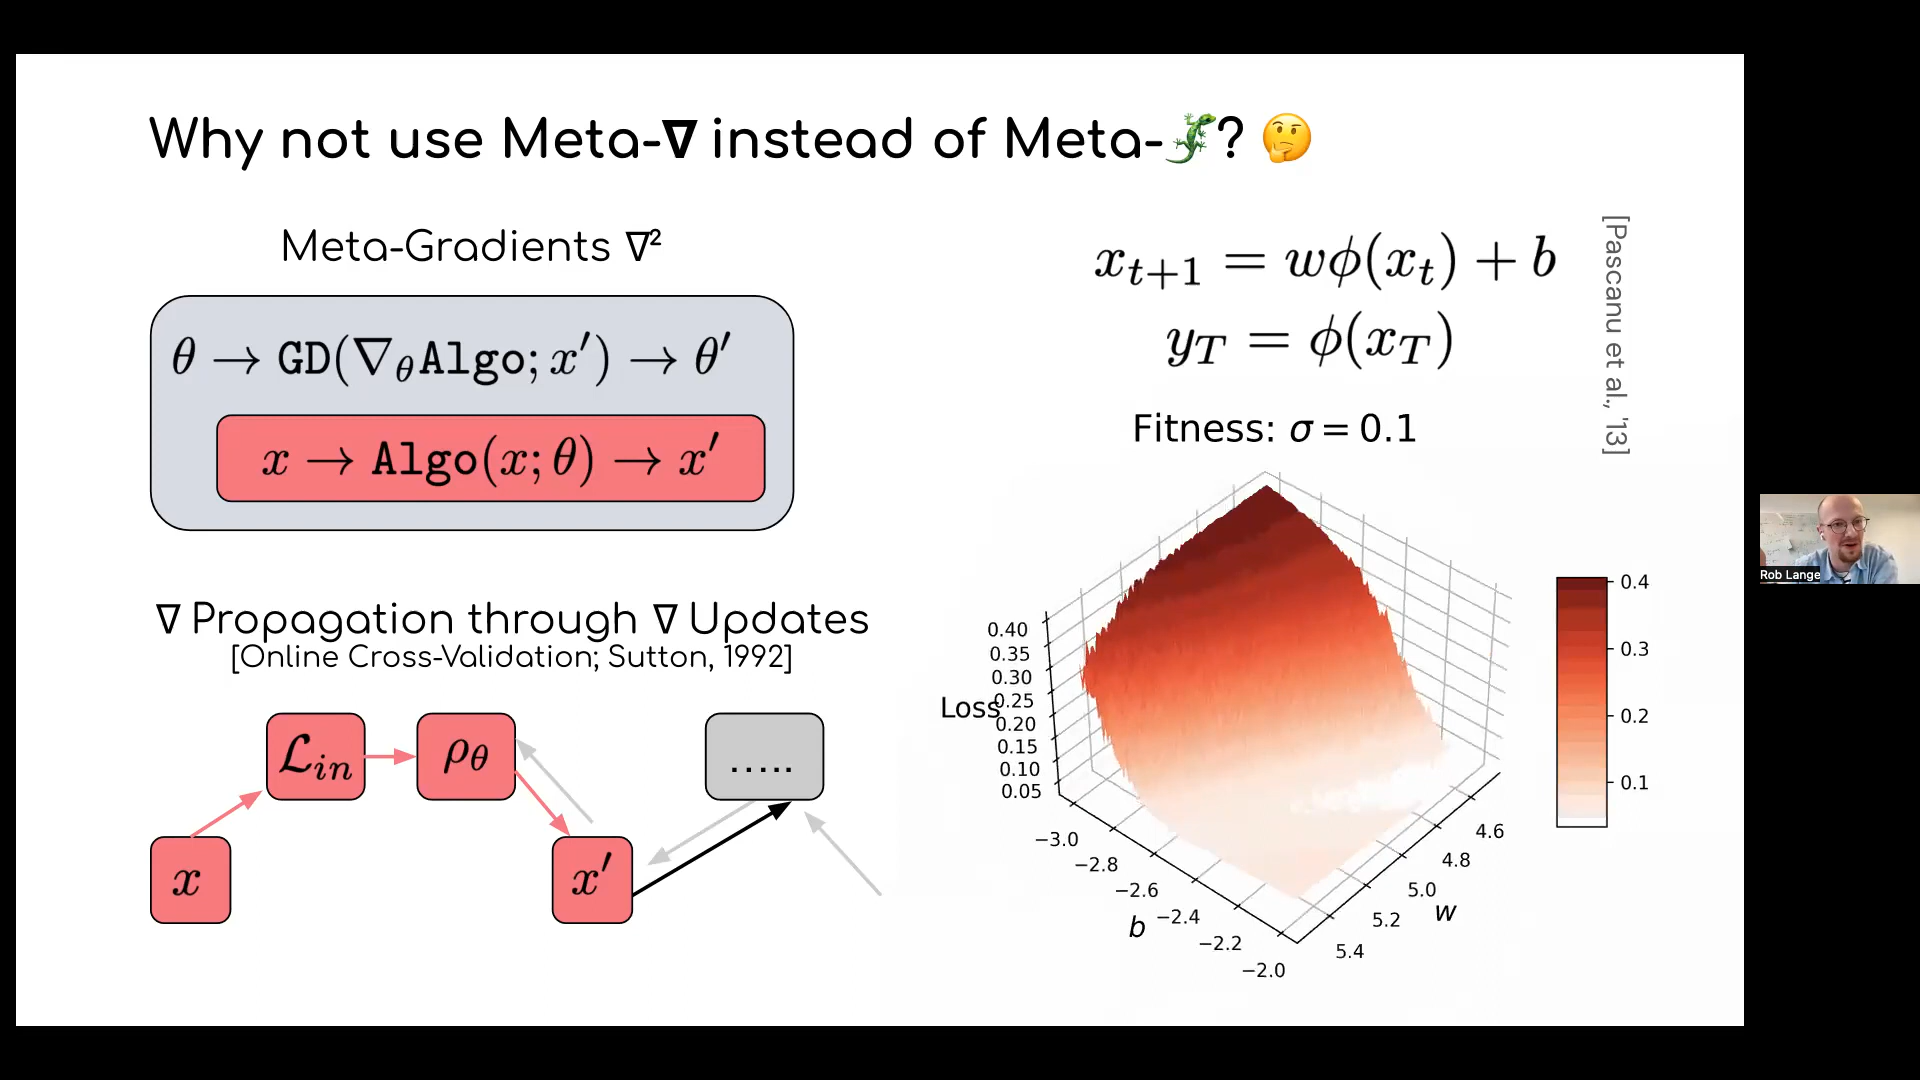 Why not use Meta-∇ instead of Meta-🦎? 🤔
Meta-Gradients ∇²
θ → GD(∇_θ Algo; x′) → θ′
x → Algo(x; θ) → x′
∇ Propagation through ∇ Updates
[Online Cross-Validation; Sutton, 1992]
x
ℒ_in
ρ_θ
x′
.....
x_{t+1} = wϕ(x_t) + b
y_T = ϕ(x_T)
[Pascanu et al., '13]
Fitness: σ = 0.1
Loss
0.40
0.35
0.30
0.25
0.20
0.15
0.10
0.05
−3.0
−2.8
−2.6
−2.4
−2.2
−2.0
b
4.6
4.8
5.0
5.2
5.4
w
0.4
0.3
0.2
0.1
Rob Lange